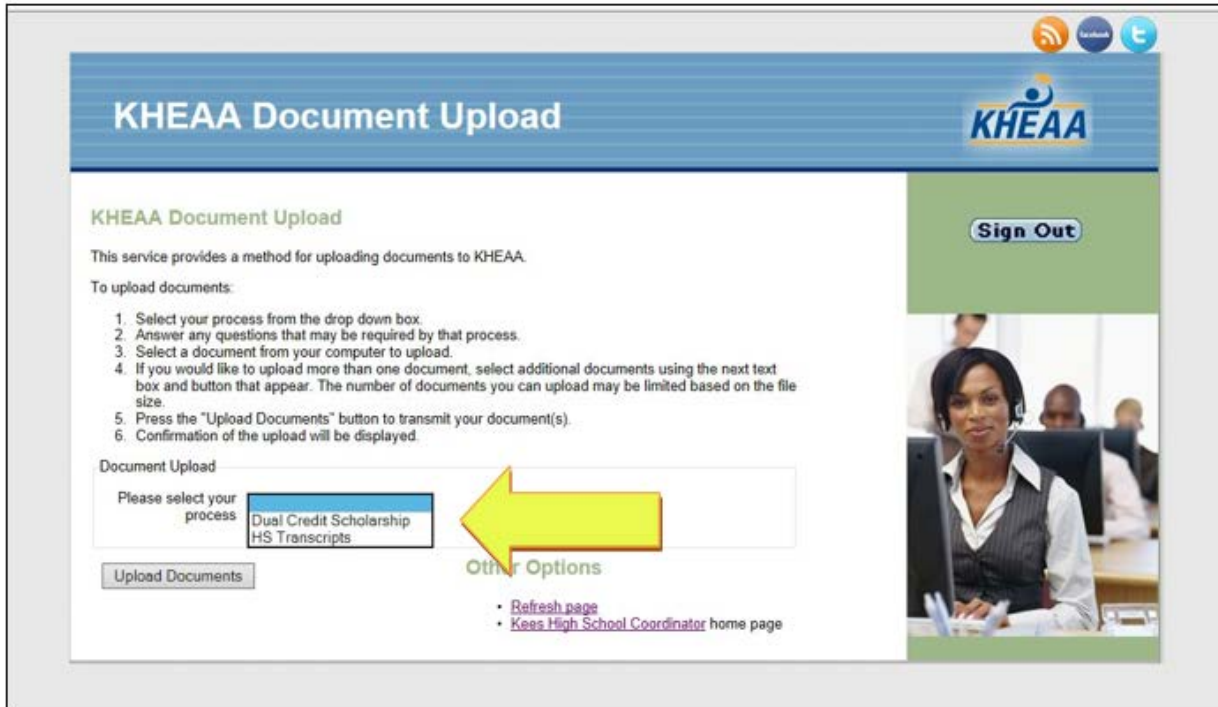 facebook
KHEAA Document Upload
KHEAA
KHEAA Document Upload
Sign Out
This service provides a method for uploading documents to KHEAA.
To upload documents:
1. Select your process from the drop down box.
2. Answer any questions that may be required by that process.
3. Select a document from your computer to upload.
4. If you would like to upload more than one document, select additional documents using the next text
box and button that appear. The number of documents you can upload may be limited based on the file
size.
5. Press the "Upload Documents" button to transmit your document(s).
6. Confirmation of the upload will be displayed.
Document Upload
Please select your
process
Dual Credit Scholarship
HS Transcripts
Upload Documents
Other Options
• Refresh page
• Kees High School Coordinator home page